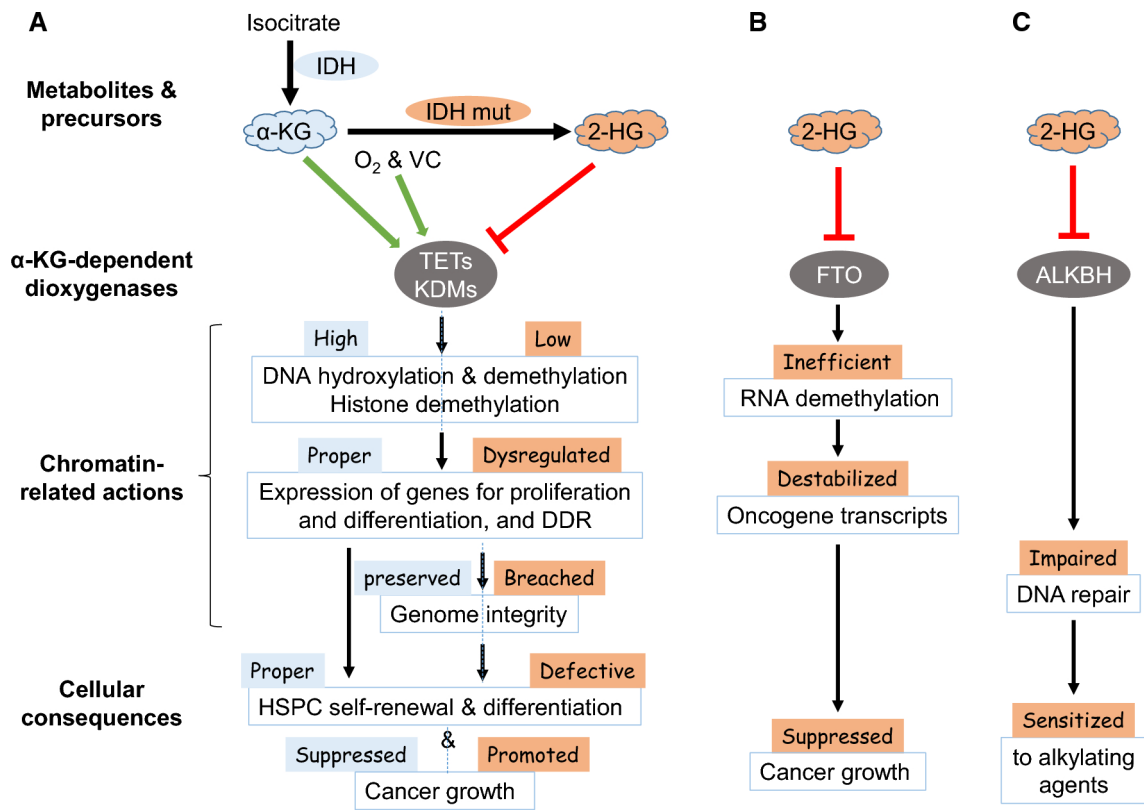 A
B
C
Isocitrate
IDH
Metabolites &
precursors
α-KG
IDH mut
2-HG
2-HG
2-HG
O2 & VC
α-KG-dependent
dioxygenases
TETs
KDMs
FTO
ALKBH
High
Low
DNA hydroxylation & demethylation
Histone demethylation
Inefficient
RNA demethylation
Chromatin-
related actions
Proper
Dysregulated
Expression of genes for proliferation
and differentiation, and DDR
Destabilized
Oncogene transcripts
preserved
Breached
Genome integrity
Impaired
DNA repair
Cellular
consequences
Proper
Defective
HSPC self-renewal & differentiation
&
Suppressed
Promoted
Cancer growth
Suppressed
Cancer growth
Sensitized
to alkylating
agents